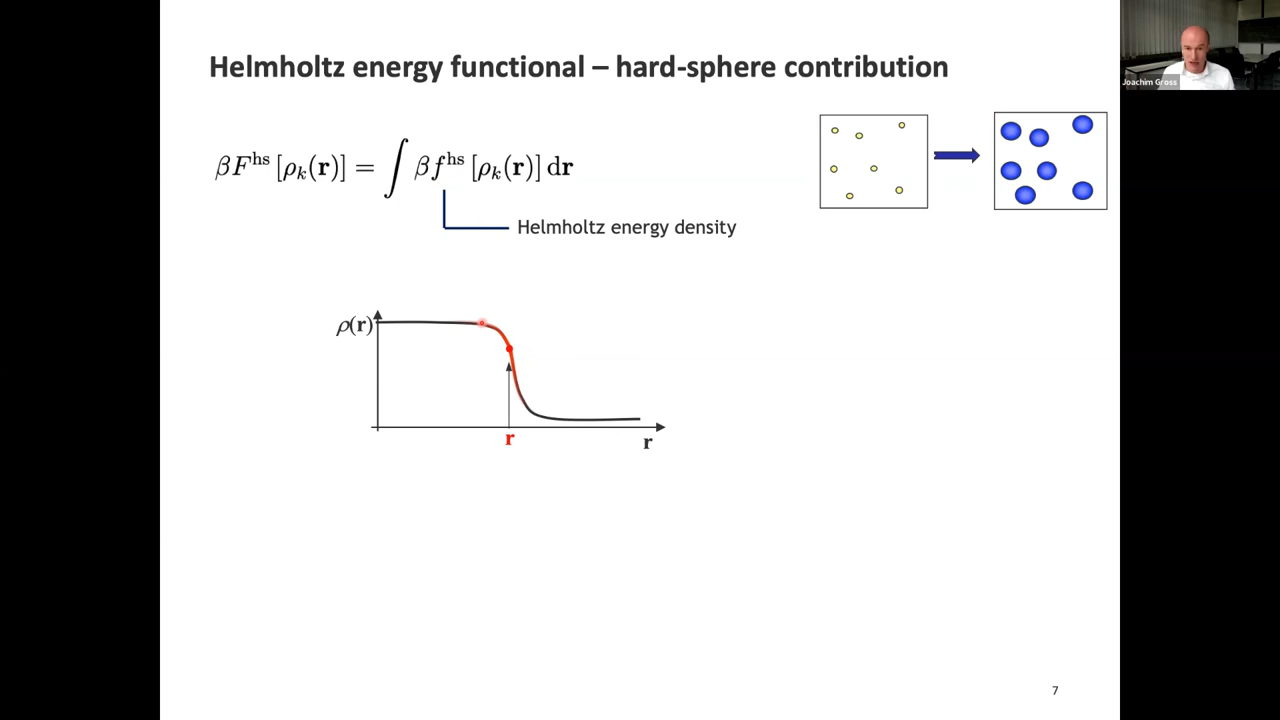 Helmholtz energy functional – hard-sphere contribution
Joachim Gross
βF^hs [ρ_k(r)] = ∫ βf^hs [ρ_k(r)] dr
Helmholtz energy density
ρ(r)
r
r
7